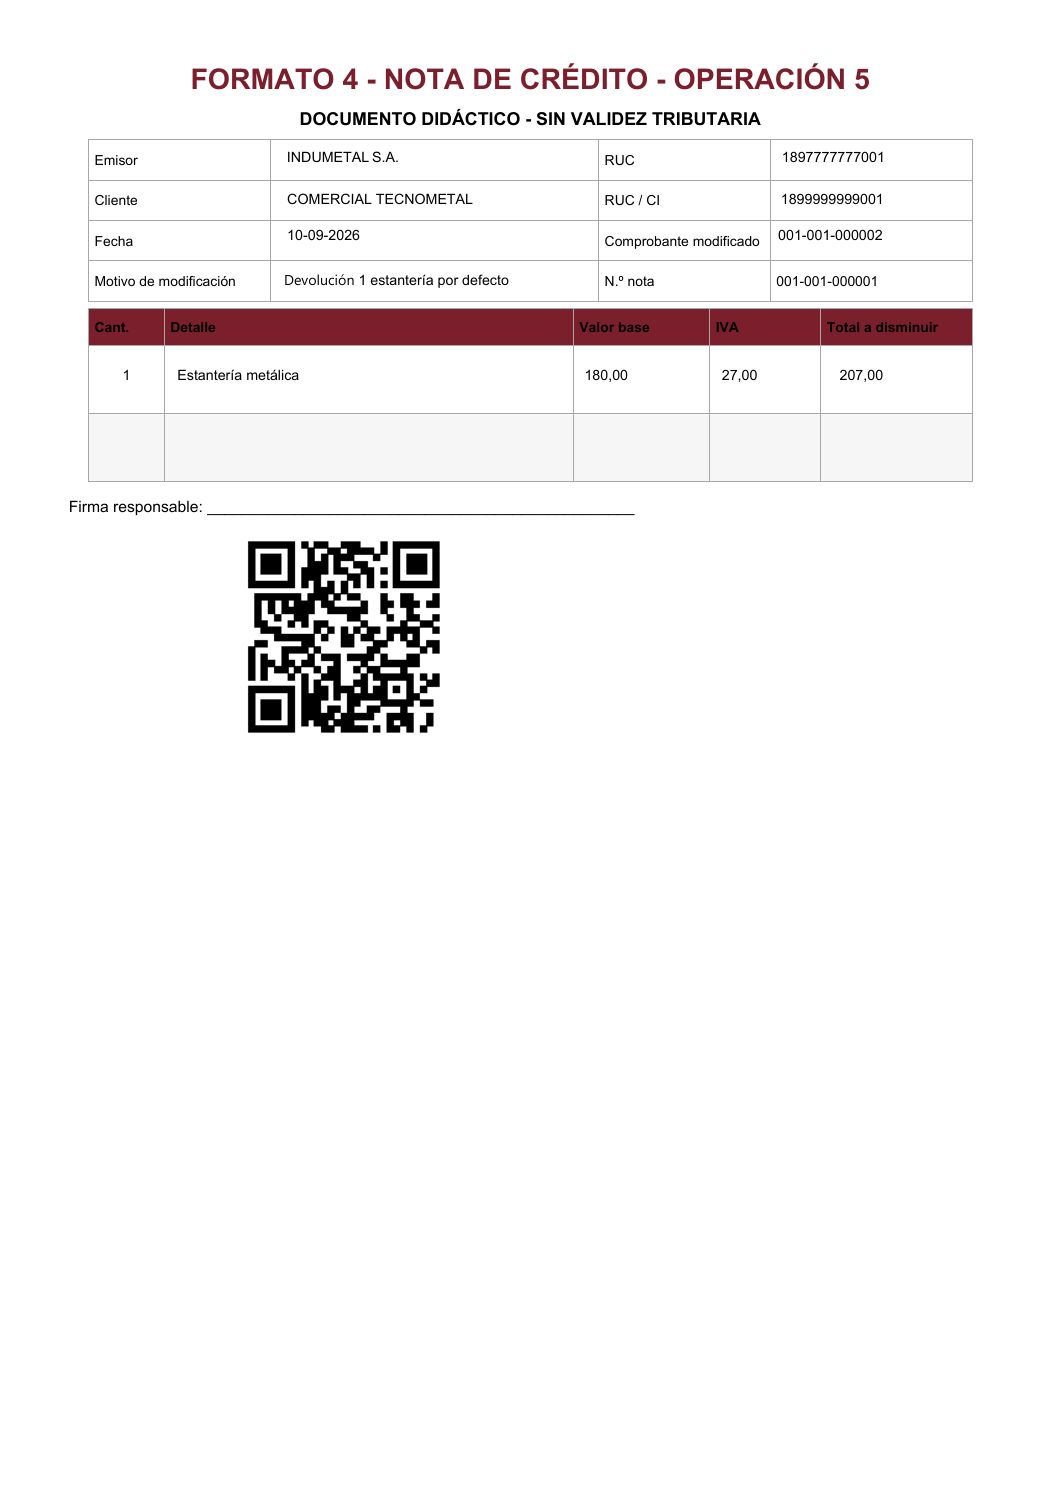 FORMATO 4 - NOTA DE CRÉDITO - OPERACIÓN 5
DOCUMENTO DIDÁCTICO - SIN VALIDEZ TRIBUTARIA
Emisor INDUMETAL S.A. RUC 1897777777001
Cliente COMERCIAL TECNOMETAL RUC / CI 1899999999001
Fecha 10-09-2026 Comprobante modificado 001-001-000002
Motivo de modificación Devolución 1 estantería por defecto N.º nota 001-001-000001
Cant. Detalle Valor base IVA Total a disminuir
1 Estantería metálica 180,00 27,00 207,00
Firma responsable: ___________________________________________________